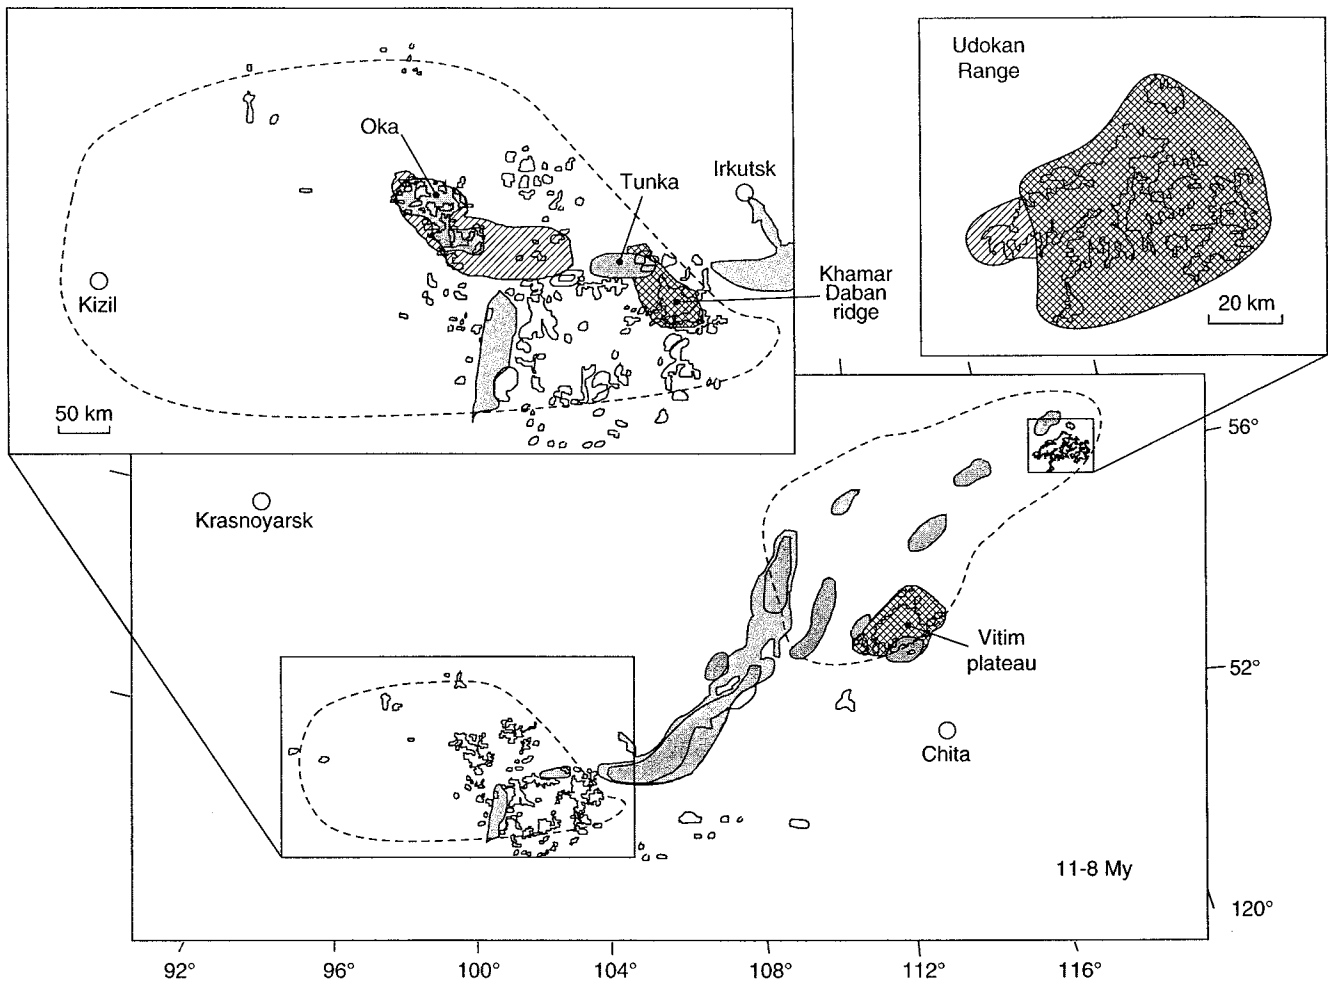 Udokan
Range
Oka
Tunka
Irkutsk
Kizil
Khamar
Daban
ridge
20 km
50 km
56°
Krasnoyarsk
Vitim
plateau
52°
Chita
11-8 My
120°
92°
96°
100°
104°
108°
112°
116°